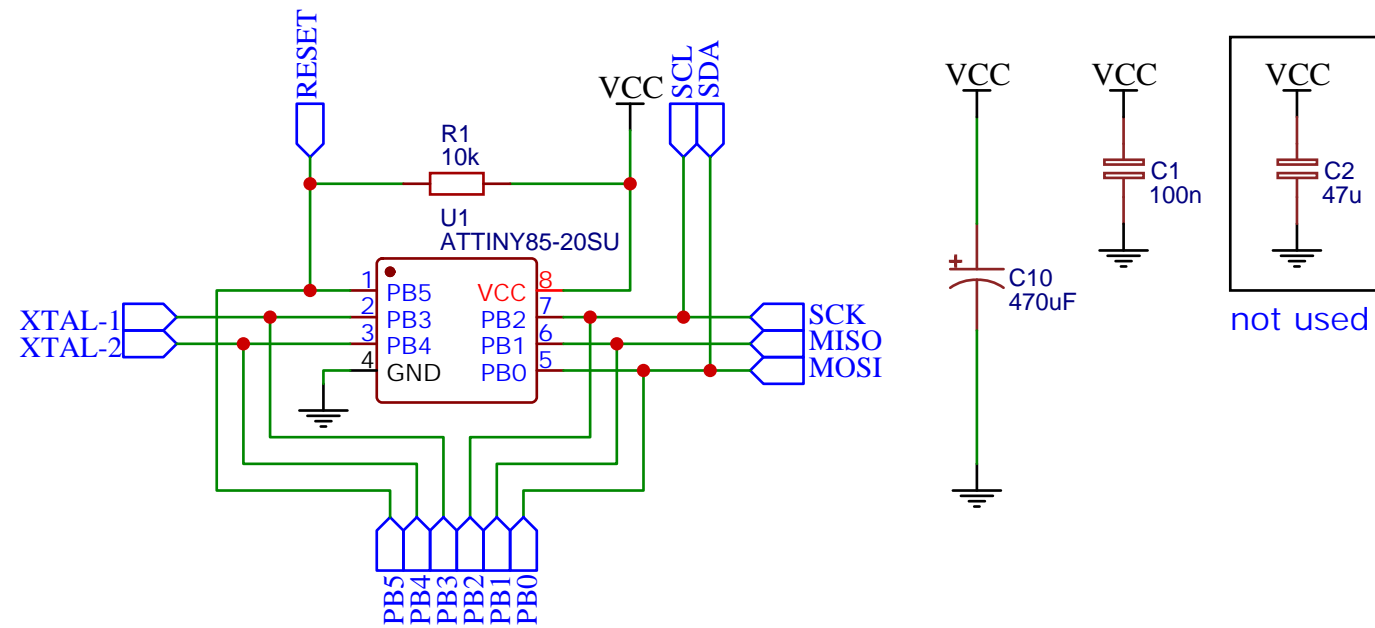 RESET
VCC
SCL
SDA
R1
10k
U1
ATTINY85-20SU
1
PB5
VCC
8
XTAL-1
2
PB3
PB2
7
SCK
XTAL-2
3
PB4
PB1
6
MISO
4
GND
PB0
5
MOSI
PB5
PB4
PB3
PB2
PB1
PB0
VCC
+
C10
470uF
VCC
C1
100n
VCC
C2
47u
not used